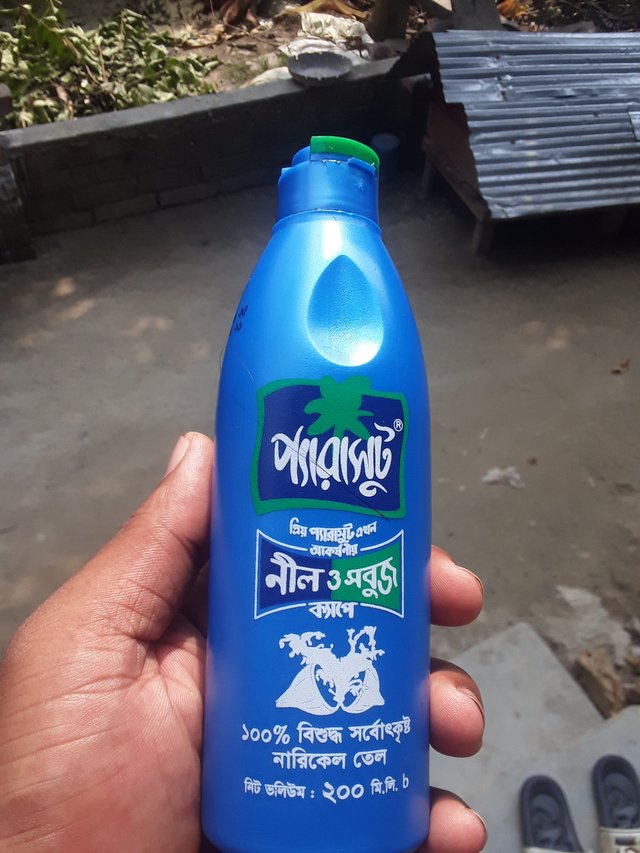 প্যারাসুট®
প্রিয় প্যারাসুট এখন
আকর্ষণীয়
নীল ও সবুজ
ক্যাপে
১০০% বিশুদ্ধ সর্বোৎকৃষ্ট
নারিকেল তেল
নিট ভলিউম : ২০০ মি.লি. b